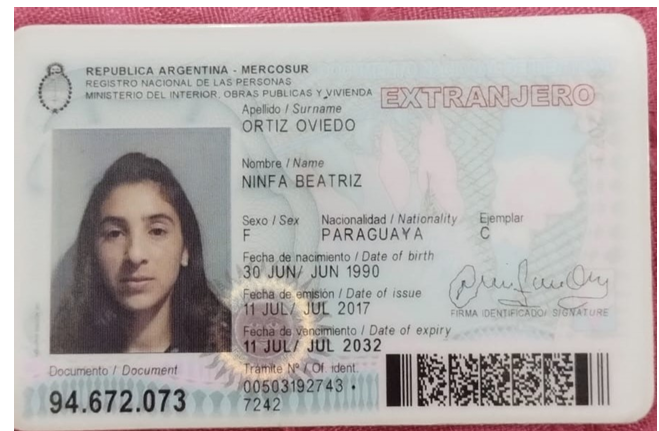 REPUBLICA ARGENTINA - MERCOSUR
REGISTRO NACIONAL DE LAS PERSONAS
MINISTERIO DEL INTERIOR, OBRAS PUBLICAS Y VIVIENDA
EXTRANJERO
Apellido / Surname
ORTIZ OVIEDO
Nombre / Name
NINFA BEATRIZ
Sexo / Sex Nacionalidad / Nationality Ejemplar
F PARAGUAYA C
Fecha de nacimiento / Date of birth
30 JUN/ JUN 1990
Fecha de emisión / Date of issue
11 JUL/ JUL 2017
FIRMA IDENTIFICADO/ SIGNATURE
Fecha de vencimiento / Date of expiry
11 JUL/ JUL 2032
Documento / Document
94.672.073
Trámite Nº / Of. ident.
00503192743 •
7242